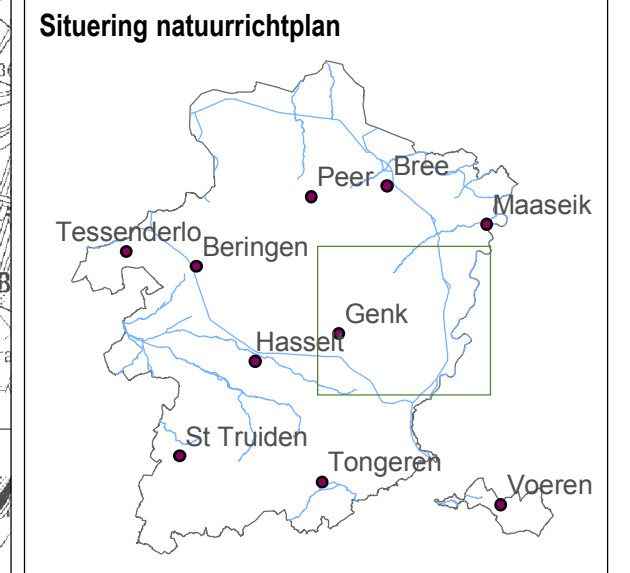 Situering natuurrichtplan
Bree
Peer
Maaseik
Tessenderlo
Beringen
Genk
Hasselt
St Truiden
Tongeren
Voeren